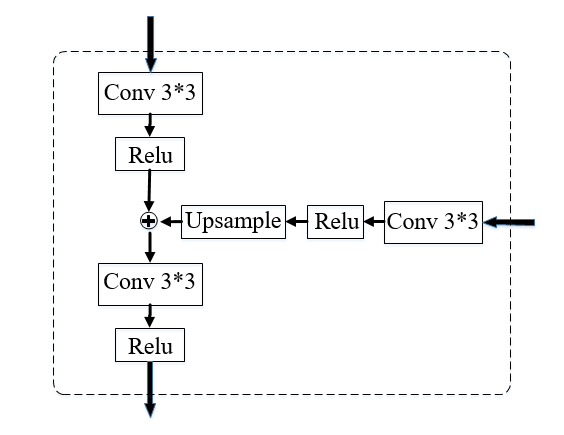 Conv 3*3
Relu
Upsample
Relu
Conv 3*3
Conv 3*3
Relu